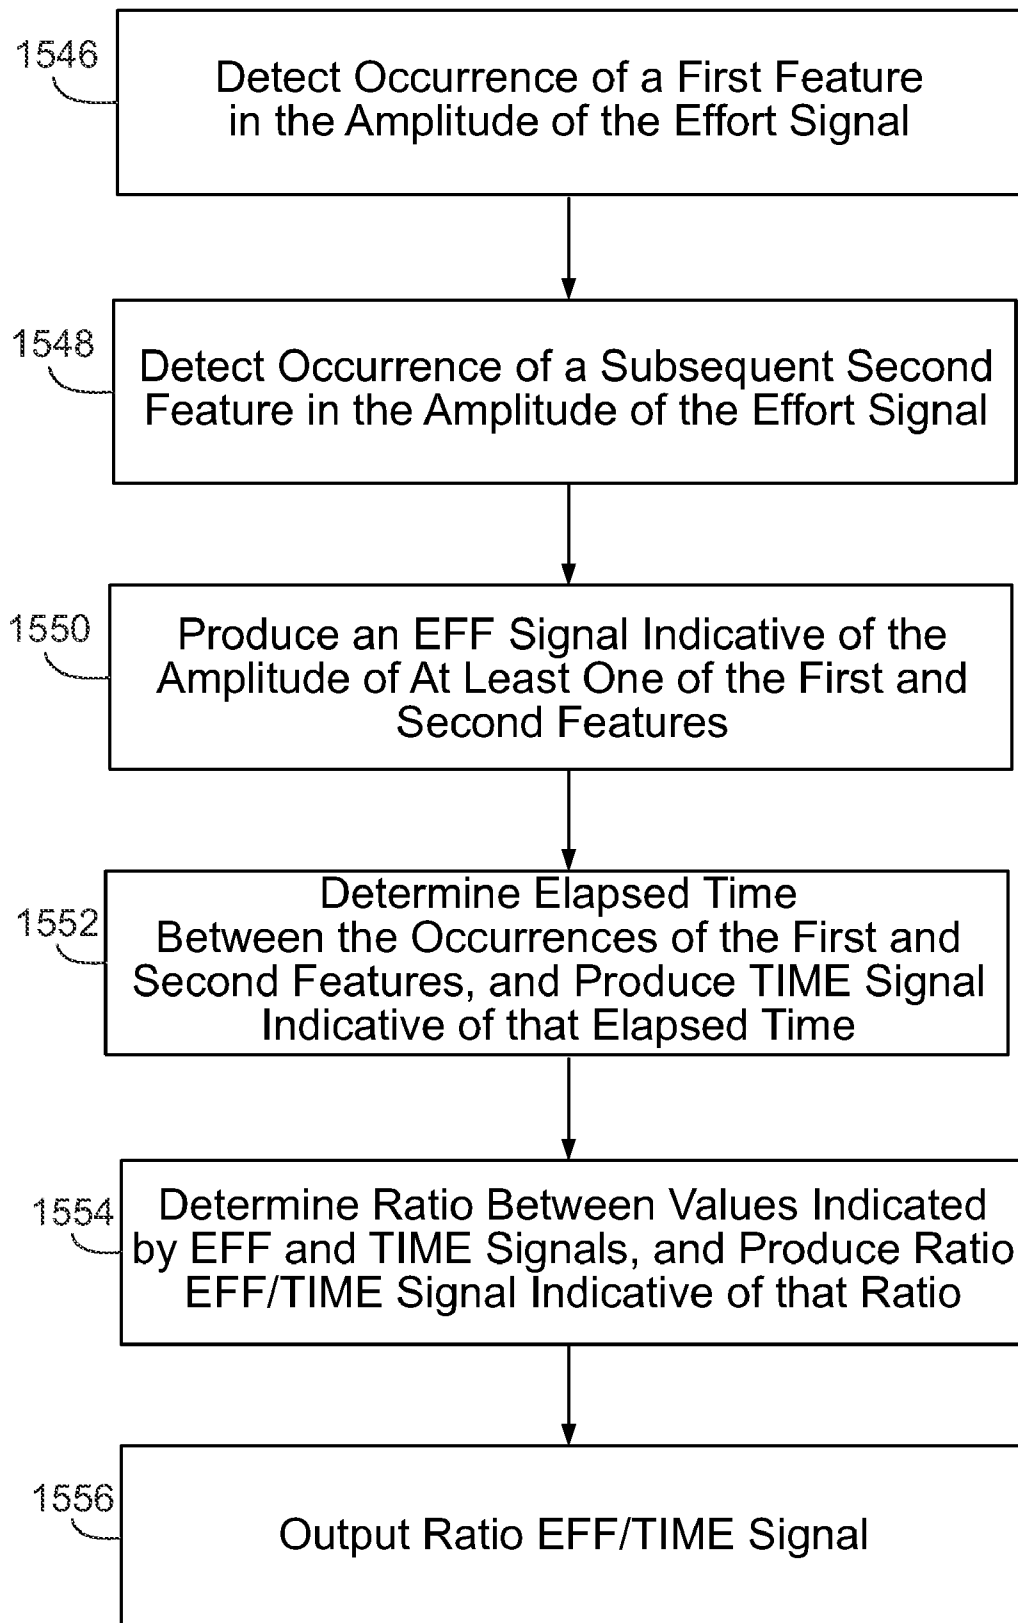 1546
Detect Occurrence of a First Feature
in the Amplitude of the Effort Signal
1548
Detect Occurrence of a Subsequent Second
Feature in the Amplitude of the Effort Signal
1550
Produce an EFF Signal Indicative of the
Amplitude of At Least One of the First and
Second Features
1552
Determine Elapsed Time
Between the Occurrences of the First and
Second Features, and Produce TIME Signal
Indicative of that Elapsed Time
1554
Determine Ratio Between Values Indicated
by EFF and TIME Signals, and Produce Ratio
EFF/TIME Signal Indicative of that Ratio
1556
Output Ratio EFF/TIME Signal